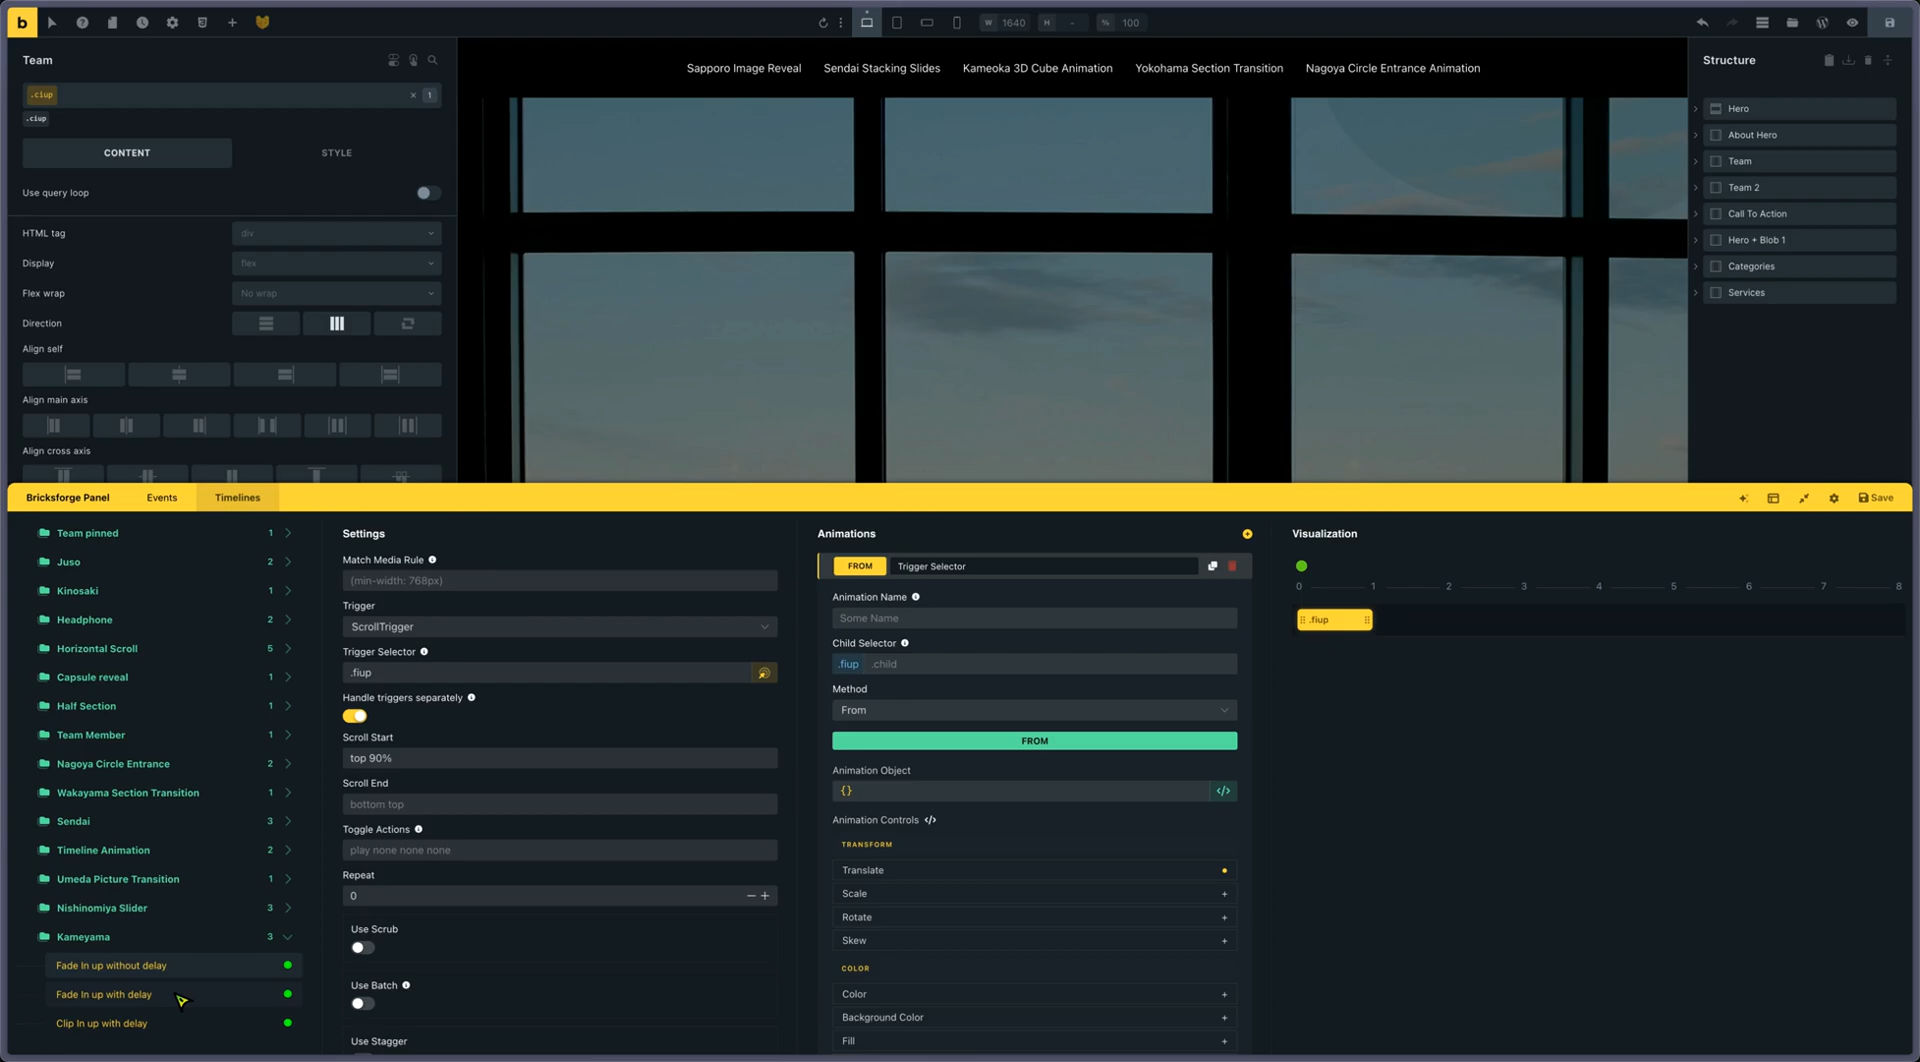 b
W 1640 H - % 100
Team
.ciup × 1
.ciup
CONTENT STYLE
Use query loop
HTML tag div
Display flex
Flex wrap No wrap
Direction
Align self
Align main axis
Align cross axis
Sapporo Image Reveal Sendai Stacking Slides Kameoka 3D Cube Animation Yokohama Section Transition Nagoya Circle Entrance Animation
Structure
Hero
About Hero
Team
Team 2
Call To Action
Hero + Blob 1
Categories
Services
Bricksforge Panel Events Timelines Save
Team pinned 1
Juso 2
Kinosaki 1
Headphone 2
Horizontal Scroll 5
Capsule reveal 1
Half Section 1
Team Member 1
Nagoya Circle Entrance 2
Wakayama Section Transition 1
Sendai 3
Timeline Animation 2
Umeda Picture Transition 1
Nishinomiya Slider 3
Kameyama 3
Fade In up without delay
Fade In up with delay
Clip In up with delay
Settings
Match Media Rule
(min-width: 768px)
Trigger
ScrollTrigger
Trigger Selector
.fiup
Handle triggers separately
Scroll Start
top 90%
Scroll End
bottom top
Toggle Actions
play none none none
Repeat
0
Use Scrub
Use Batch
Use Stagger
Animations
FROM Trigger Selector
Animation Name
Some Name
Child Selector
.fiup .child
Method
From
FROM
Animation Object
{}
</>
Animation Controls </>
TRANSFORM
Translate
Scale +
Rotate +
Skew +
COLOR
Color +
Background Color +
Fill +
Visualization
0 1 2 3 4 5 6 7 8
.fiup